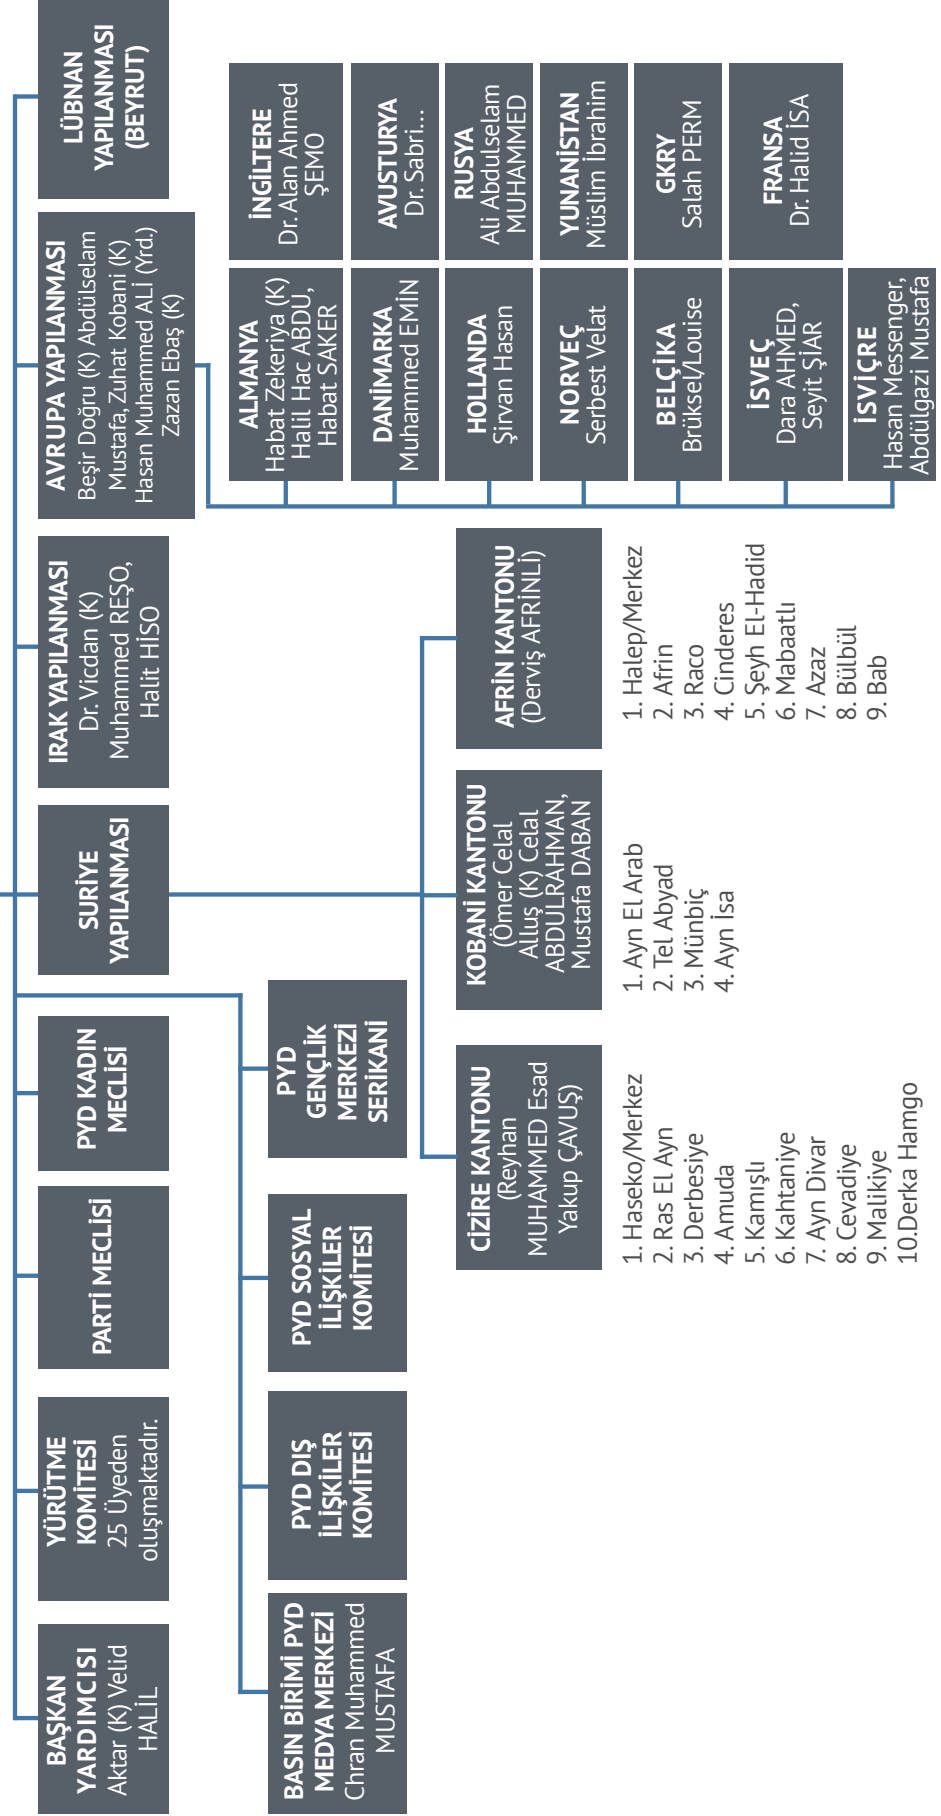 BAŞKAN
YARDIMCISI
Aktar (K) Velid
HALİL
YÜRÜTME
KOMİTESİ
25 Üyeden
oluşmaktadır.
PARTİ MECLİSİ
PYD KADIN
MECLİSİ
SURİYE
YAPILANMASI
IRAK YAPILANMASI
Dr. Vicdan (K)
Muhammed REŞO,
Halit HİSO
AVRUPA YAPILANMASI
Beşir Doğru (K) Abdülselam
Mustafa, Zuhat Kobani (K)
Hasan Muhammed ALİ (Yrd.)
Zazan Ebaş (K)
LÜBNAN
YAPILANMASI
(BEYRUT)
BASIN BİRİMİ PYD
MEDYA MERKEZİ
Chran Muhammed
MUSTAFA
PYD DIŞ
İLİŞKİLER
KOMİTESİ
PYD SOSYAL
İLİŞKİLER
KOMİTESİ
PYD
GENÇLİK
MERKEZİ
SERİKANİ
CİZİRE KANTONU
(Reyhan
MUHAMMED Esad
Yakup ÇAVUŞ)
1. Haseko/Merkez
2. Ras El Ayn
3. Derbesiye
4. Amuda
5. Kamışlı
6. Kahtaniye
7. Ayn Divar
8. Cevadiye
9. Malikiye
10.Derka Hamgo
KOBANİ KANTONU
(Ömer Celal
Alluş (K) Celal
ABDULRAHMAN,
Mustafa DABAN
1. Ayn El Arab
2. Tel Abyad
3. Münbiç
4. Ayn İsa
AFRİN KANTONU
(Derviş AFRİNLİ)
1. Halep/Merkez
2. Afrin
3. Raco
4. Cinderes
5. Şeyh El-Hadid
6. Mabaatlı
7. Azaz
8. Bülbül
9. Bab
ALMANYA
Habat Zekeriya (K)
Halil Hac ABDU,
Habat SAKER
İNGİLTERE
Dr. Alan Ahmed
ŞEMO
DANİMARKA
Muhammed EMİN
AVUSTURYA
Dr. Sabri...
HOLLANDA
Şirvan Hasan
RUSYA
Ali Abdulselam
MUHAMMED
NORVEÇ
Serbest Velat
YUNANİSTAN
Müslim İbrahim
BELÇİKA
Brüksel/Louise
GKRY
Salah PERM
İSVEÇ
Dara AHMED,
Seyit ŞİAR
FRANSA
Dr. Halid İSA
İSVİÇRE
Hasan Messenger,
Abdülgazi Mustafa